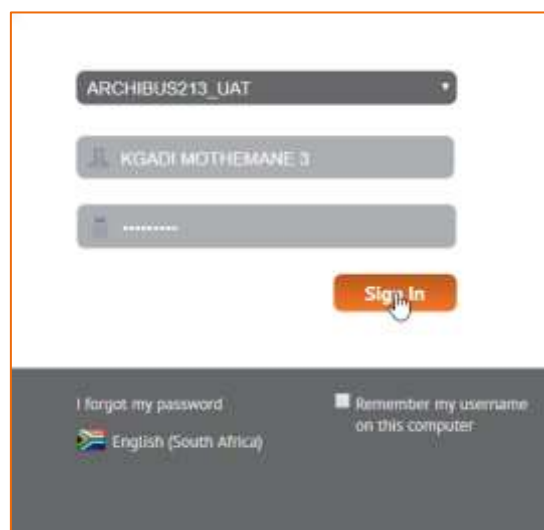 ARCHIBUS213_UAT
KGADI MOTHEMANE 3
•••••••••
Sign In
I forgot my password
Remember my username
on this computer
English (South Africa)